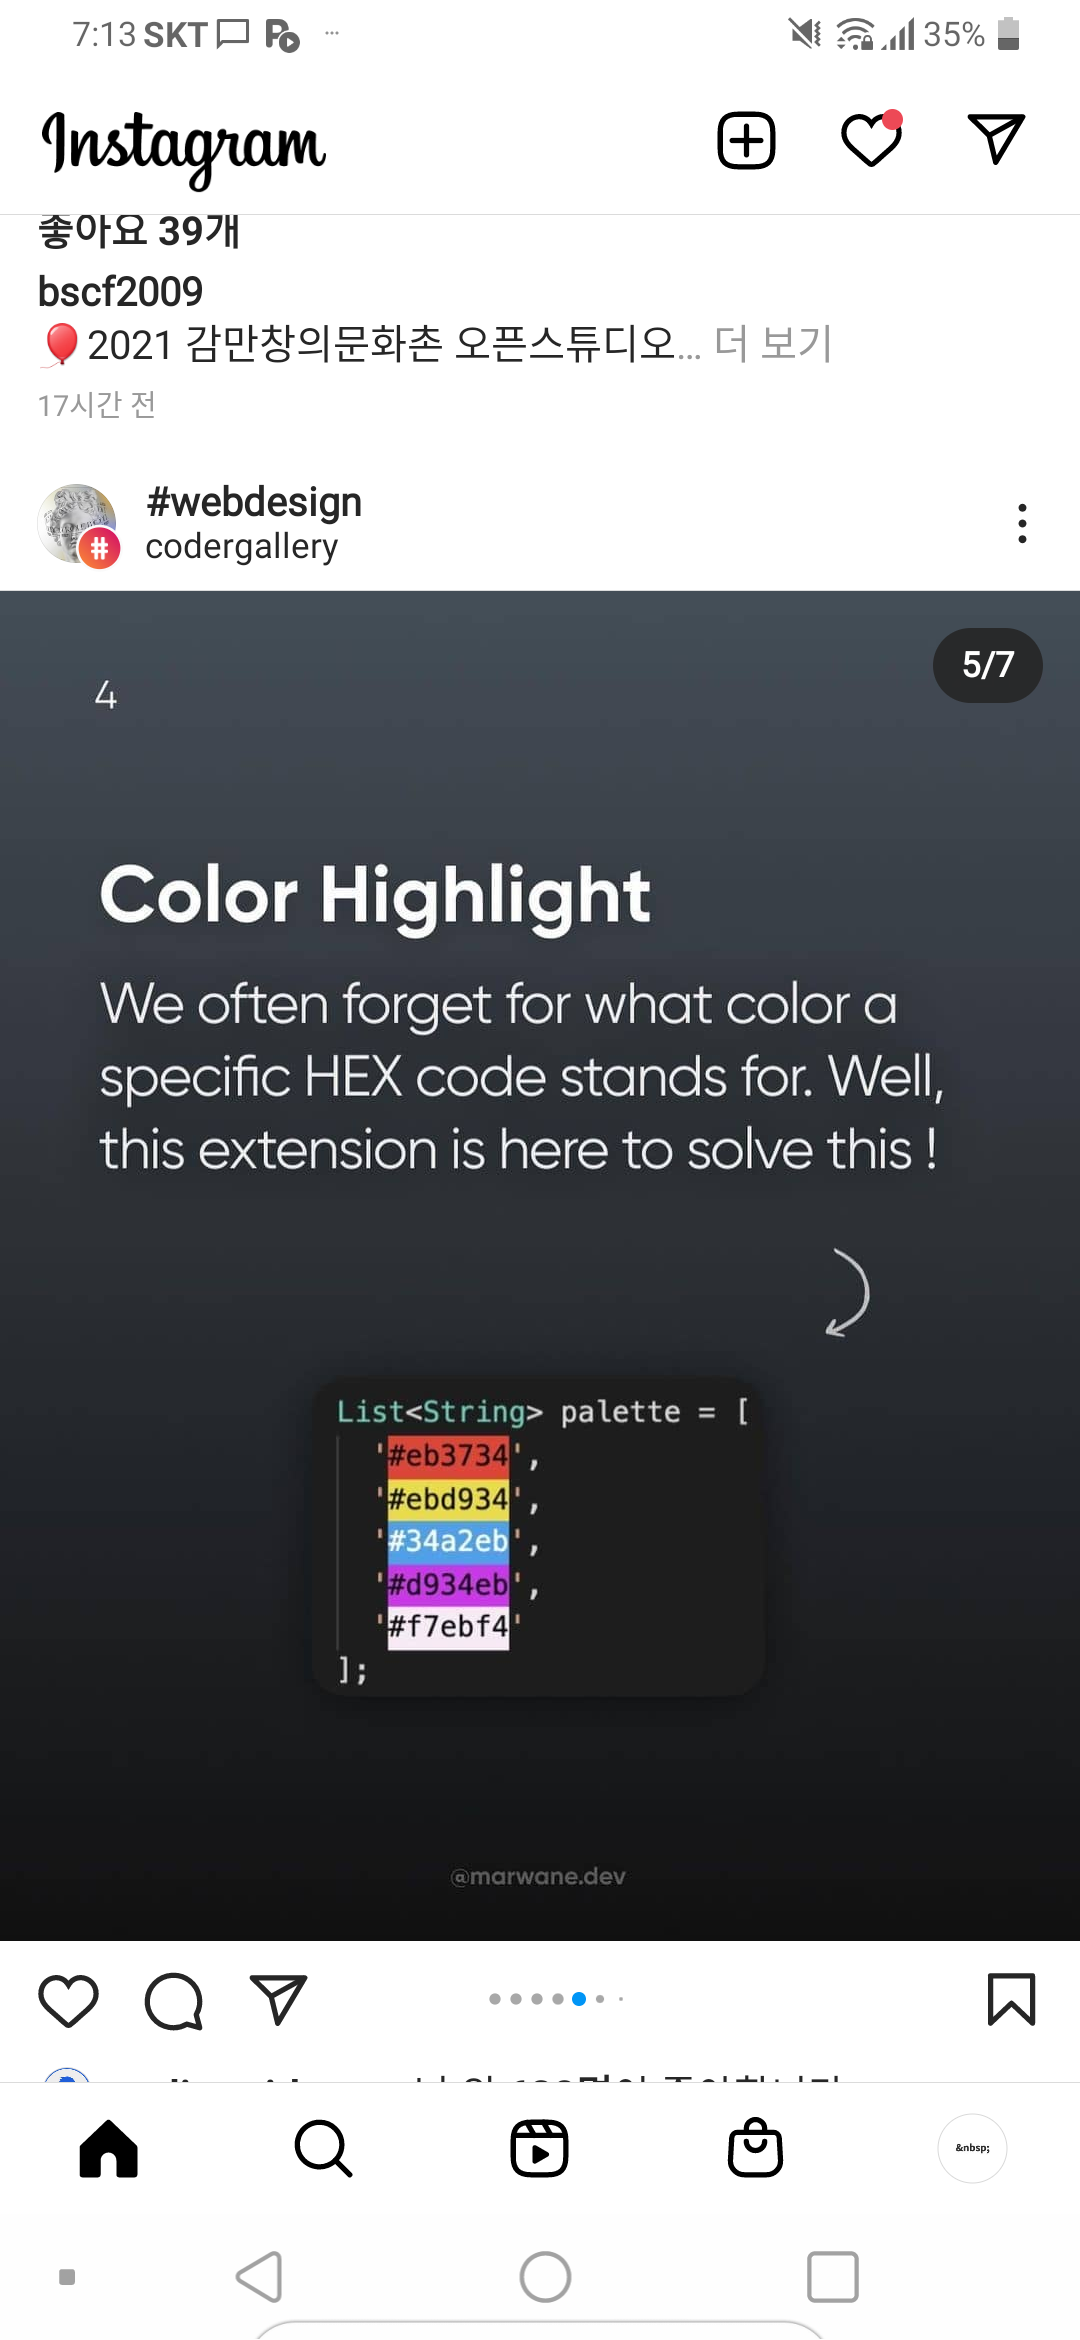 7:13 SKT
35%
Instagram
좋아요 39개
bscf2009
🎈2021 감만창의문화촌 오픈스튜디오... 더 보기
17시간 전
#webdesign
codergallery
5/7
4
Color Highlight
We often forget for what color a
specific HEX code stands for. Well,
this extension is here to solve this !
List<String> palette = [
'#eb3734',
'#ebd934',
'#34a2eb',
'#d934eb',
'#f7ebf4'
];
@marwane.dev
&nbsp;